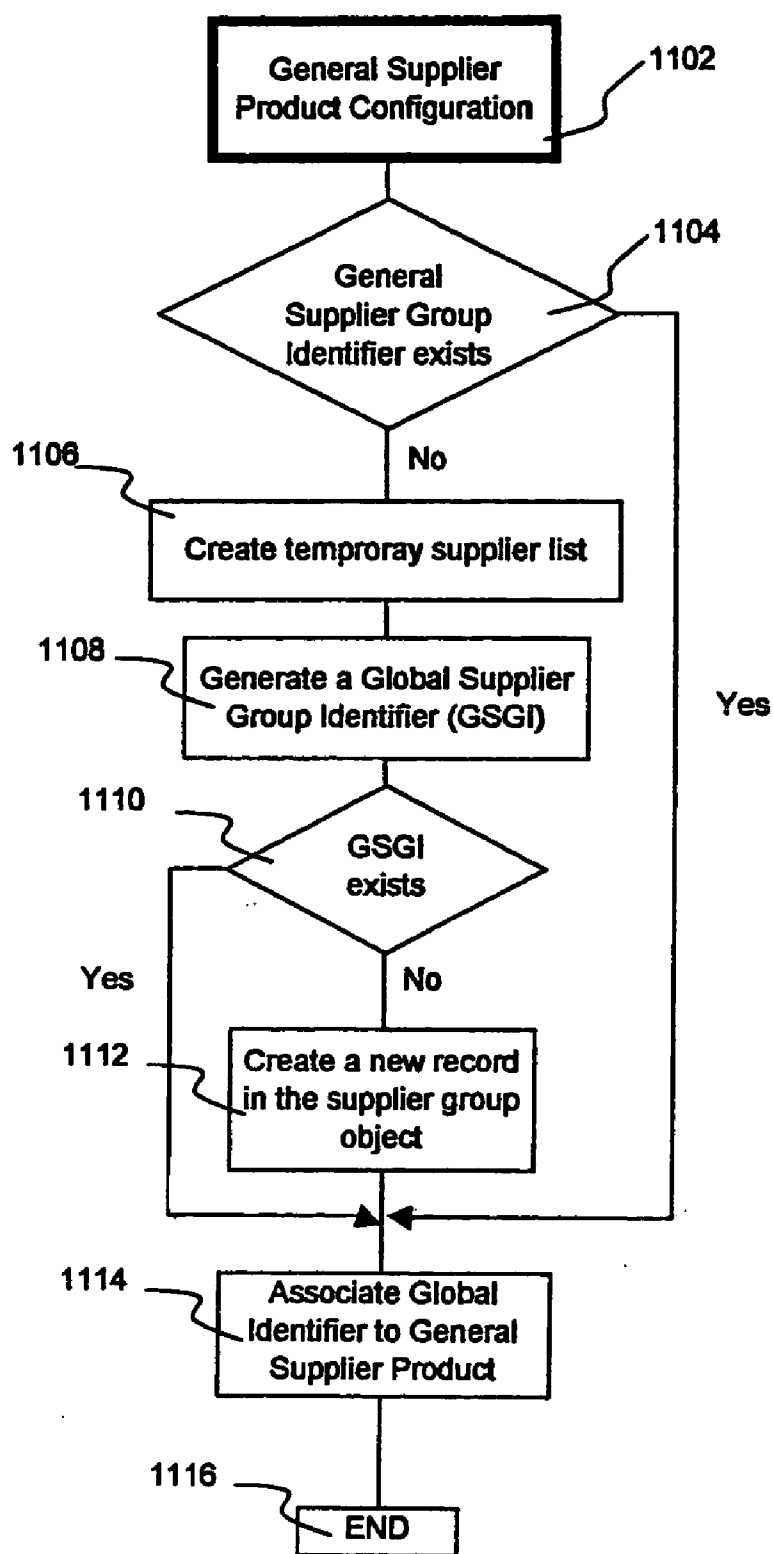 General Supplier
Product Configuration
1102
1104
General
Supplier Group
Identifier exists
1106
No
Create temproray supplier list
1108
Generate a Global Supplier
Group Identifier (GSGI)
Yes
1110
GSGI
exists
Yes
No
1112
Create a new record
in the supplier group
object
1114
Associate Global
Identifier to General
Supplier Product
1116
END